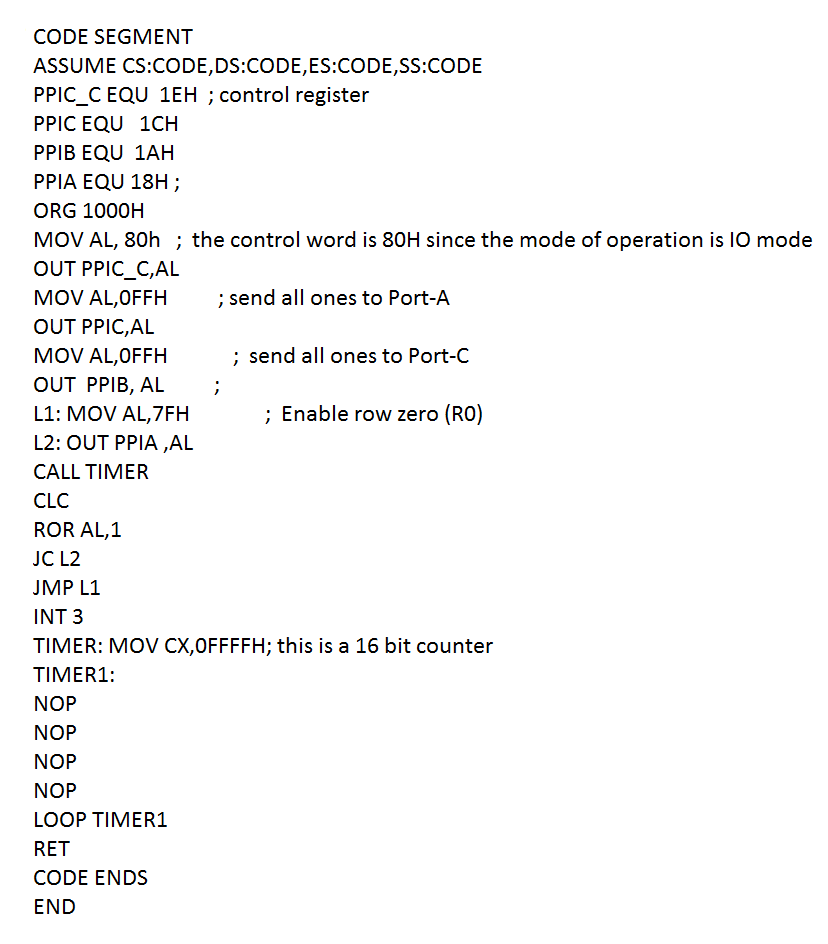 CODE SEGMENT
ASSUME CS:CODE,DS:CODE,ES:CODE,SS:CODE
PPIC_C EQU  1EH  ; control register
PPIC EQU   1CH
PPIB EQU  1AH
PPIA EQU 18H ;
ORG 1000H
MOV AL, 80h   ;  the control word is 80H since the mode of operation is IO mode
OUT PPIC_C,AL
MOV AL,0FFH         ; send all ones to Port-A
OUT PPIC,AL
MOV AL,0FFH            ;  send all ones to Port-C
OUT  PPIB, AL         ;
L1: MOV AL,7FH              ;  Enable row zero (R0)
L2: OUT PPIA ,AL
CALL TIMER
CLC
ROR AL,1
JC L2
JMP L1
INT 3
TIMER: MOV CX,0FFFFH; this is a 16 bit counter
TIMER1:
NOP
NOP
NOP
NOP
LOOP TIMER1
RET
CODE ENDS
END